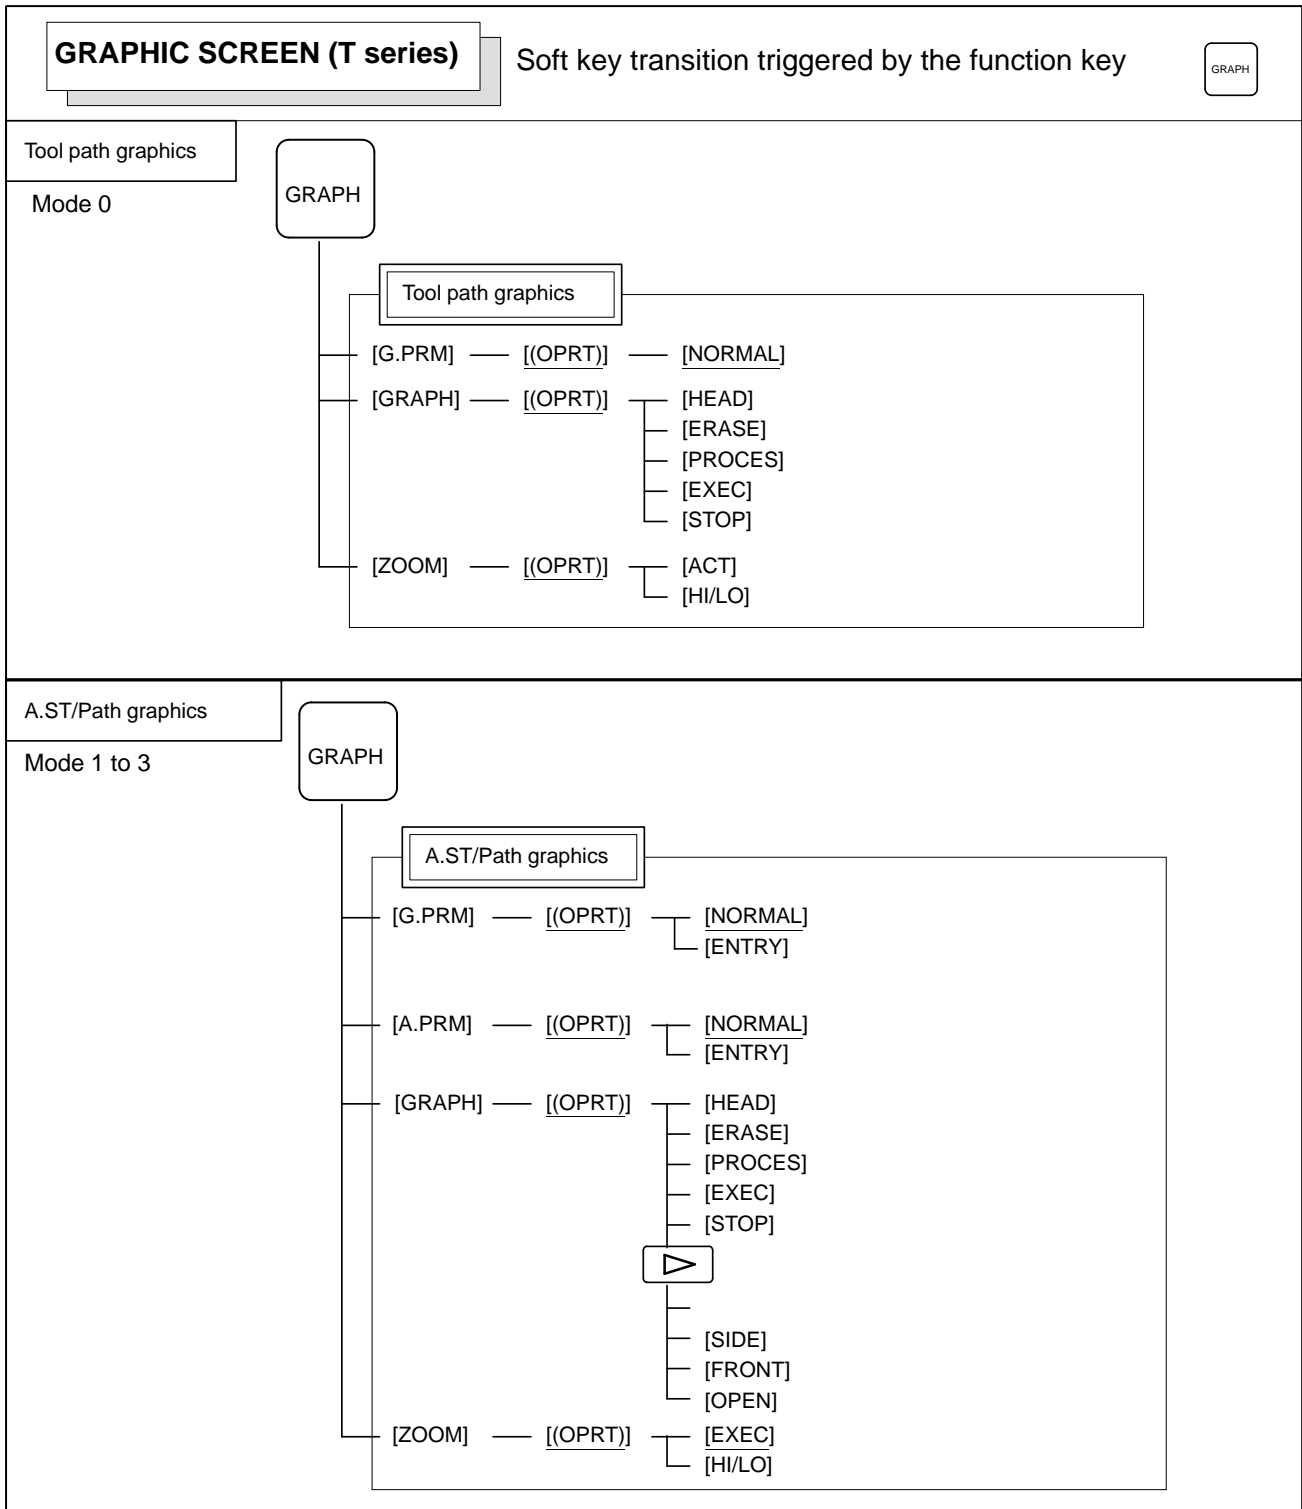 GRAPHIC SCREEN (T series)
Soft key transition triggered by the function key
GRAPH
Tool path graphics
Mode 0
GRAPH
Tool path graphics
[G.PRM] [(OPRT)] [NORMAL]
[GRAPH] [(OPRT)] [HEAD]
[ERASE]
[PROCES]
[EXEC]
[STOP]
[ZOOM] [(OPRT)] [ACT]
[HI/LO]
A.ST/Path graphics
Mode 1 to 3
GRAPH
A.ST/Path graphics
[G.PRM] [(OPRT)] [NORMAL]
[ENTRY]
[A.PRM] [(OPRT)] [NORMAL]
[ENTRY]
[GRAPH] [(OPRT)] [HEAD]
[ERASE]
[PROCES]
[EXEC]
[STOP]
[SIDE]
[FRONT]
[OPEN]
[ZOOM] [(OPRT)] [EXEC]
[HI/LO]